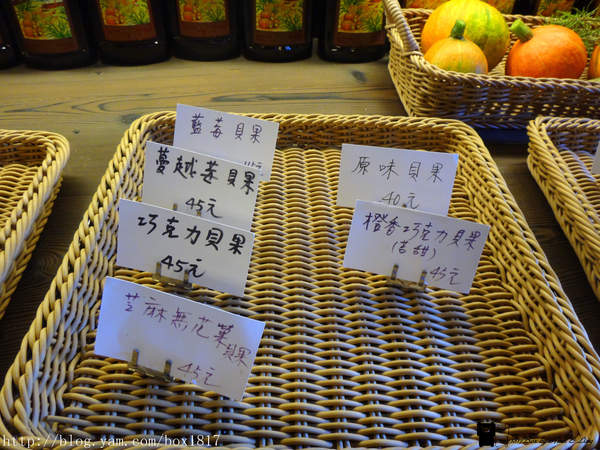 藍莓貝果
蔓越莓貝果
45元
巧克力貝果
45元
芝麻無花菓貝果
45元
原味貝果
40元
橙香巧克力貝果
(苦甜)
45元
http://blog.yam.com/box1817